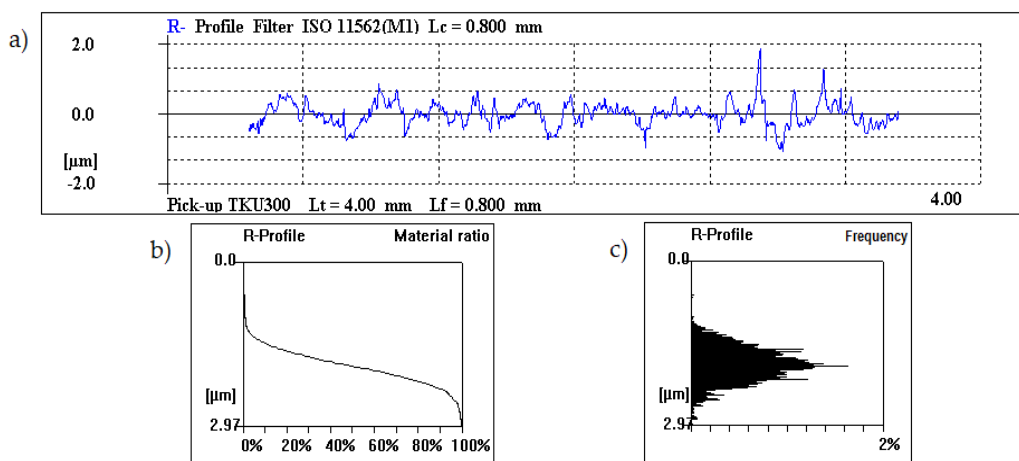 a)
R- Profile Filter ISO 11562(M1) Lc = 0.800 mm
2.0
0.0
[µm]
-2.0
4.00
Pick-up TKU300 Lt = 4.00 mm Lf = 0.800 mm
b)
R-Profile Material ratio
0.0
[µm]
2.97
0% 20% 40% 60% 80% 100%
c)
R-Profile Frequency
0.0
[µm]
2.9
2%